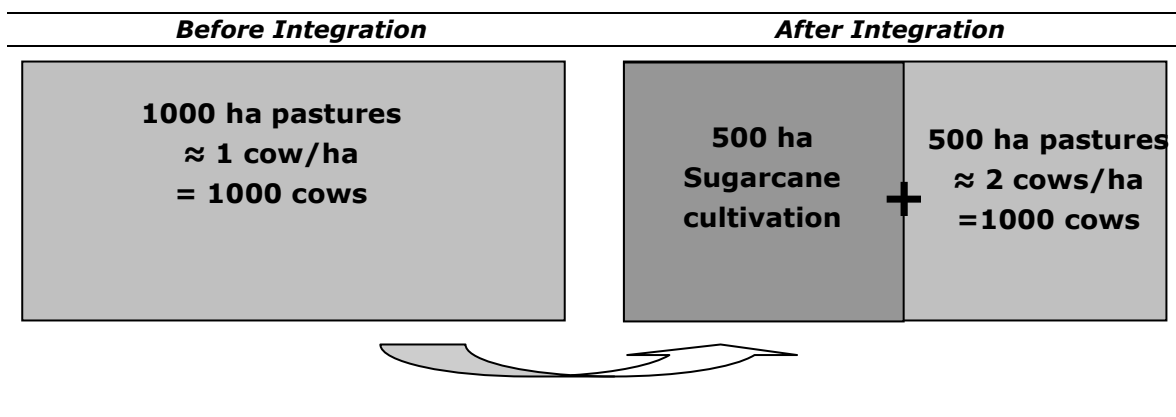 Before Integration
After Integration
1000 ha pastures
≈ 1 cow/ha
= 1000 cows
500 ha
Sugarcane
cultivation
+
500 ha pastures
≈ 2 cows/ha
=1000 cows